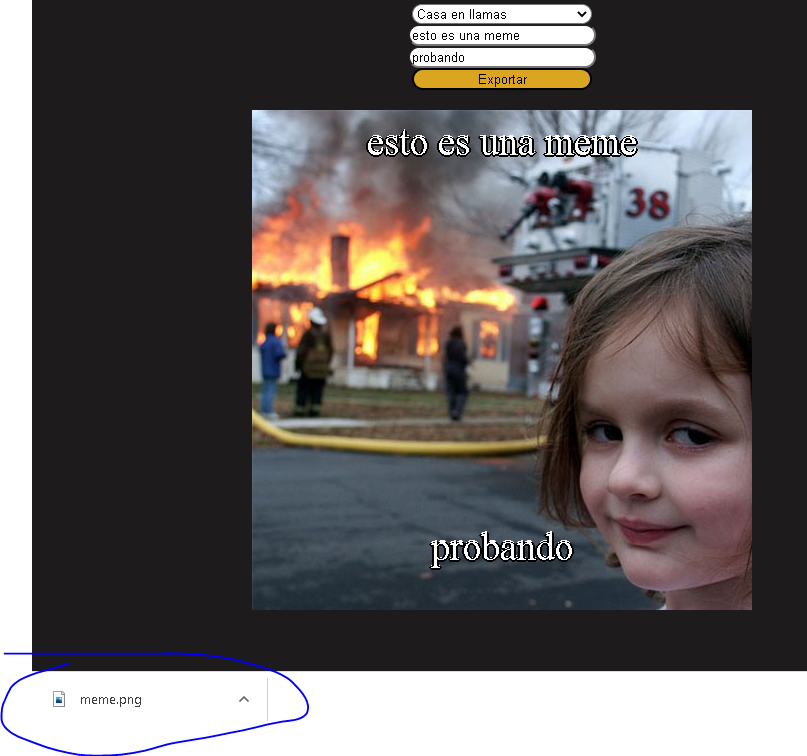 Casa en llamas
esto es una meme
probando
Exportar
esto es una meme
38
probando
meme.png